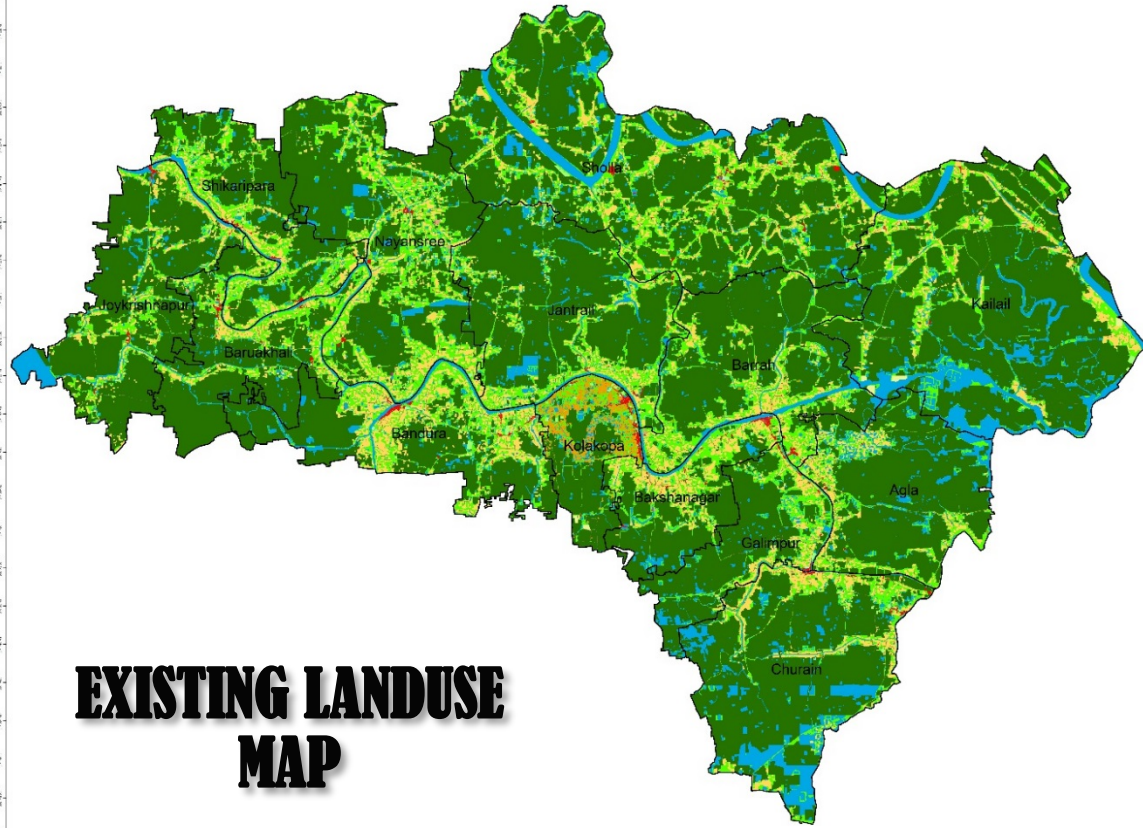 Sholla
Shikaripara
Nayansree
Joykrishnapur
Jantrail
Kailail
Baruakhali
Barrah
Bandura
Kolakopa
Bakshanagar
Agla
Galimpur
Churain
EXISTING LANDUSE
MAP